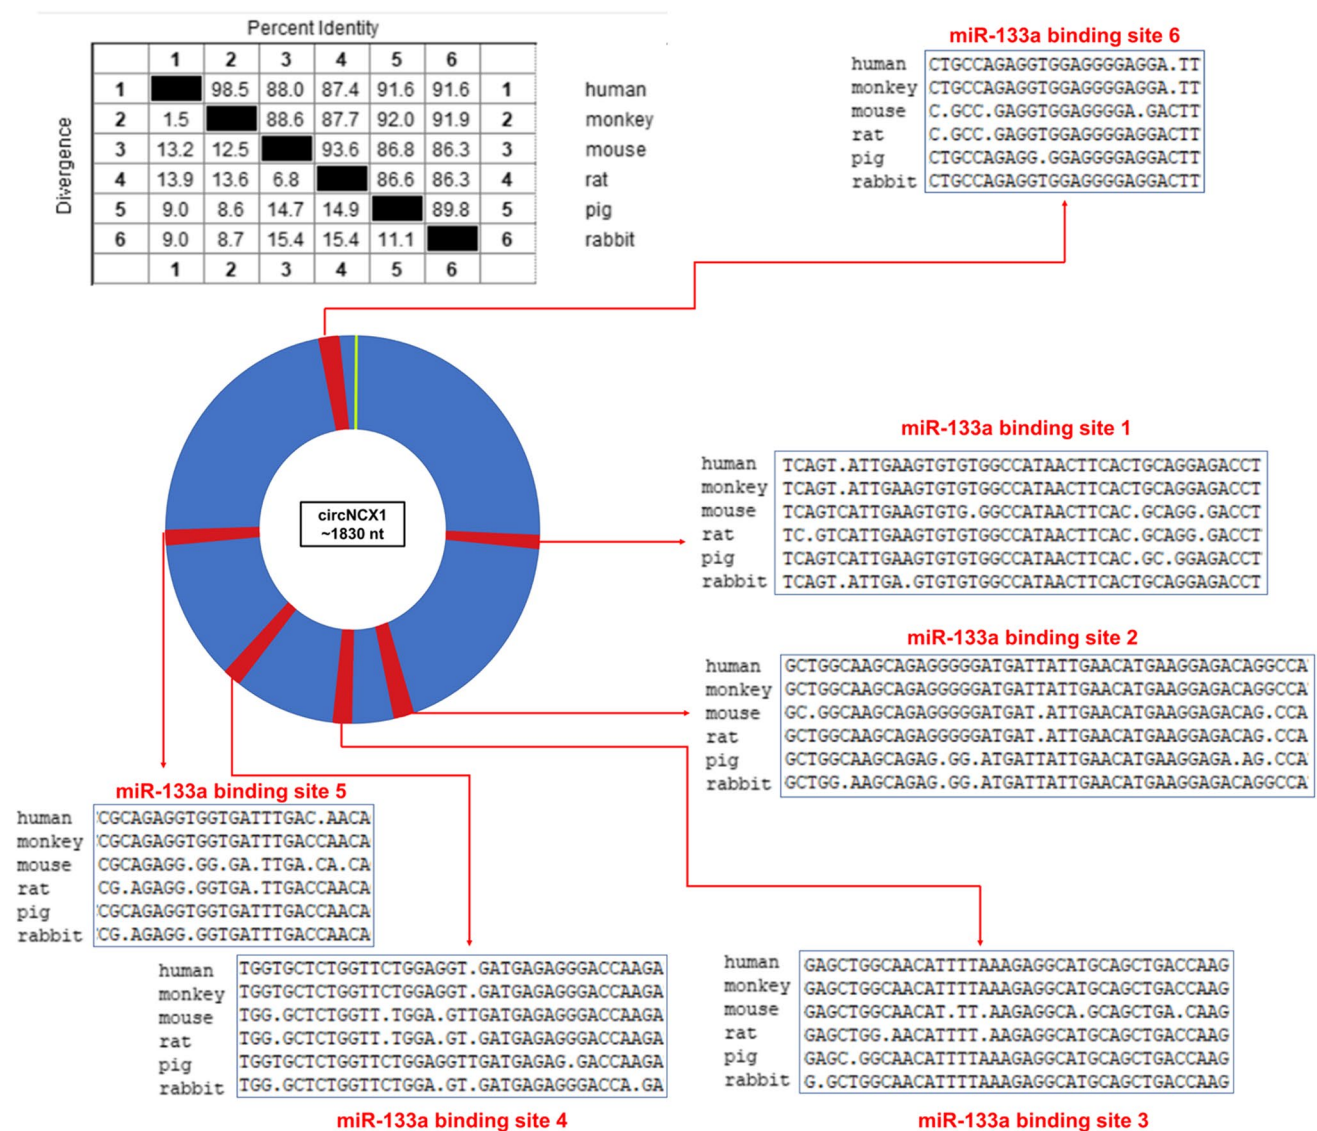 Percent Identity
1 2 3 4 5 6
1 98.5 88.0 87.4 91.6 91.6 1 human
2 1.5 88.6 87.7 92.0 91.9 2 monkey
3 13.2 12.5 93.6 86.8 86.3 3 mouse
4 13.9 13.6 6.8 86.6 86.3 4 rat
5 9.0 8.6 14.7 14.9 89.8 5 pig
6 9.0 8.7 15.4 15.4 11.1 6 rabbit
1 2 3 4 5 6
Divergence
miR-133a binding site 6
human CTGCCAGAGGTGGAGGGGAGGA.TT
monkey CTGCCAGAGGTGGAGGGGAGGA.TT
mouse C.GCC.GAGGTGGAGGGGA.GACTT
rat C.GCC.GAGGTGGAGGGGAGGACTT
pig CTGCCAGAGG.GGAGGGGAGGACTT
rabbit CTGCCAGAGGTGGAGGGGAGGACTT
circNCX1
~1830 nt
miR-133a binding site 1
human TCAGT.ATTGAAGTGTGTGGCCATAACTTCACTGCAGGAGACCT
monkey TCAGT.ATTGAAGTGTGTGGCCATAACTTCACTGCAGGAGACCT
mouse TCAGTCATTGAAGTGTG.GGCCATAACTTCAC.GCAGG.GACCT
rat TC.GTCATTGAAGTGTGTGGCCATAACTTCAC.GCAGG.GACCT
pig TCAGTCATTGAAGTGTGTGGCCATAACTTCAC.GC.GGAGACCT
rabbit TCAGT.ATTGA.GTGTGTGGCCATAACTTCACTGCAGGAGACCT
miR-133a binding site 2
human GCTGGCAAGCAGAGGGGGATGATTATTGAACATGAAGGAGACAGGCCA
monkey GCTGGCAAGCAGAGGGGGATGATTATTGAACATGAAGGAGACAGGCCA
mouse GC.GGCAAGCAGAGGGGGATGAT.ATTGAACATGAAGGAGACAG.CCA
rat GCTGGCAAGCAGAGGGGGATGAT.ATTGAACATGAAGGAGACAG.CCA
pig GCTGGCAAGCAGAG.GG.ATGATTATTGAACATGAAGGAGA.AG.CCA
rabbit GCTGG.AAGCAGAG.GG.ATGATTATTGAACATGAAGGAGACAGGCCA
miR-133a binding site 5
human CGCAGAGGTGGTGATTTGAC.AACA
monkey CGCAGAGGTGGTGATTTGACCAACA
mouse CGCAGAGG.GG.GA.TTGA.CA.CA
rat CG.AGAGG.GGTGA.TTGACCAACA
pig CGCAGAGGTGGTGATTTGACCAACA
rabbit CG.AGAGG.GGTGATTTGACCAACA
human TGGTGCTCTGGTTCTGGAGGT.GATGAGAGGGACCAAGA
monkey TGGTGCTCTGGTTCTGGAGGT.GATGAGAGGGACCAAGA
mouse TGG.GCTCTGGTT.TGGA.GTTGATGAGAGGGACCAAGA
rat TGG.GCTCTGGTT.TGGA.GT.GATGAGAGGGACCAAGA
pig TGGTGCTCTGGTTCTGGAGGTTGATGAGAG.GACCAAGA
rabbit TGG.GCTCTGGTTCTGGA.GT.GATGAGAGGGACCA.GA
miR-133a binding site 4
human GAGCTGGCAACATTTTAAAGAGGCATGCAGCTGACCAAG
monkey GAGCTGGCAACATTTTAAAGAGGCATGCAGCTGACCAAG
mouse GAGCTGGCAACAT.TT.AAGAGGCA.GCAGCTGA.CAAG
rat GAGCTGG.AACATTTT.AAGAGGCATGCAGCTGACCAAG
pig GAGC.GGCAACATTTTAAAGAGGCATGCAGCTGACCAAG
rabbit G.GCTGGCAACATTTTAAAGAGGCATGCAGCTGACCAAG
miR-133a binding site 3